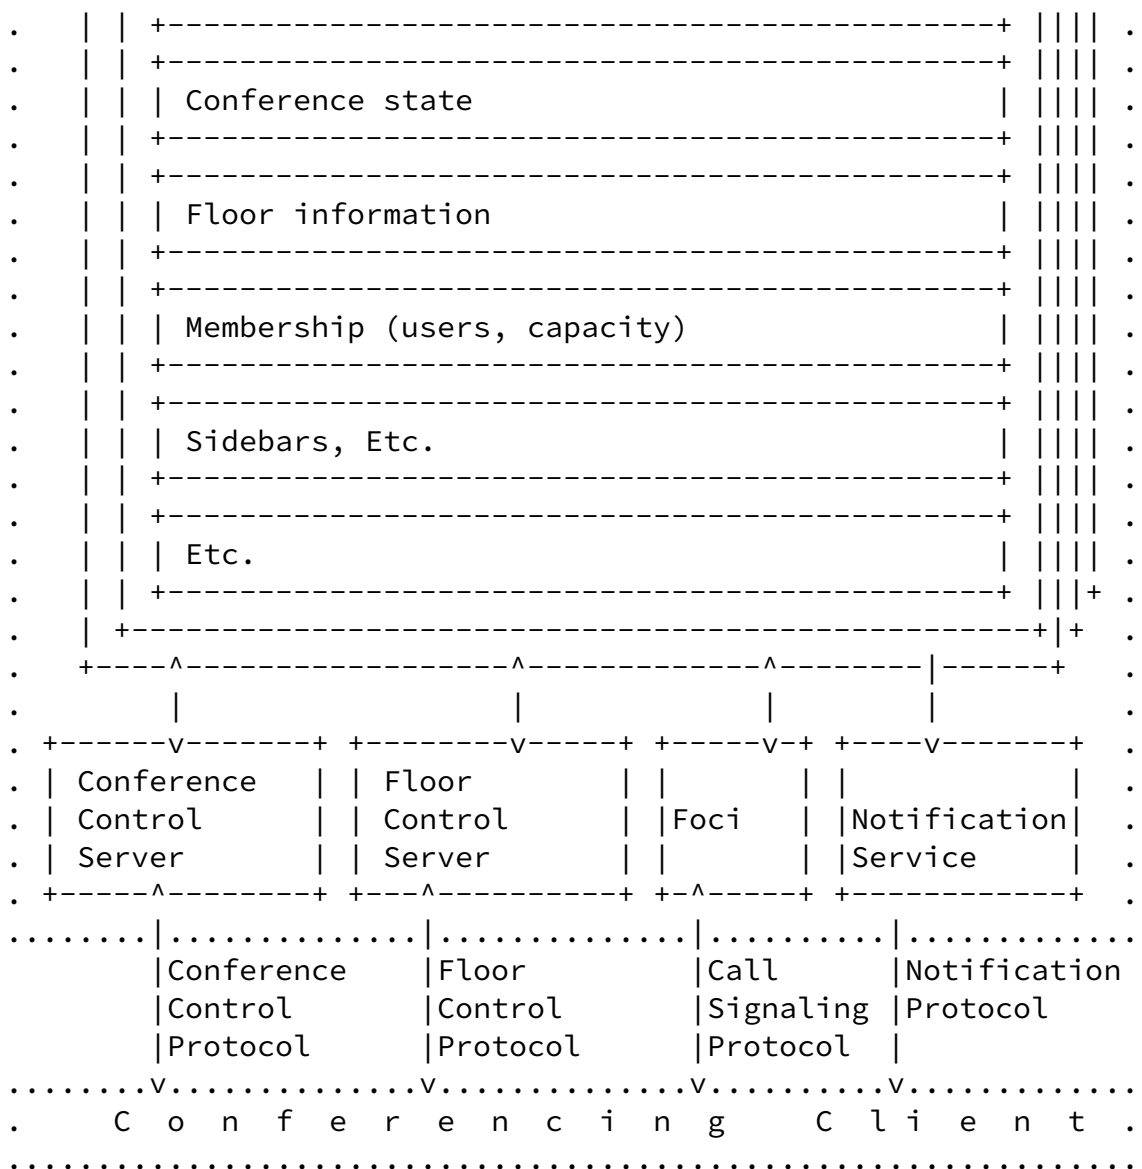 Conference state
Floor information
Membership (users, capacity)
Sidebars, Etc.
Etc.
Conference Floor
Control Control Foci Notification
Server Server Service
Conference Floor Call Notification
Control Control Signaling Protocol
Protocol Protocol Protocol
C o n f e r e n c i n g C l i e n t